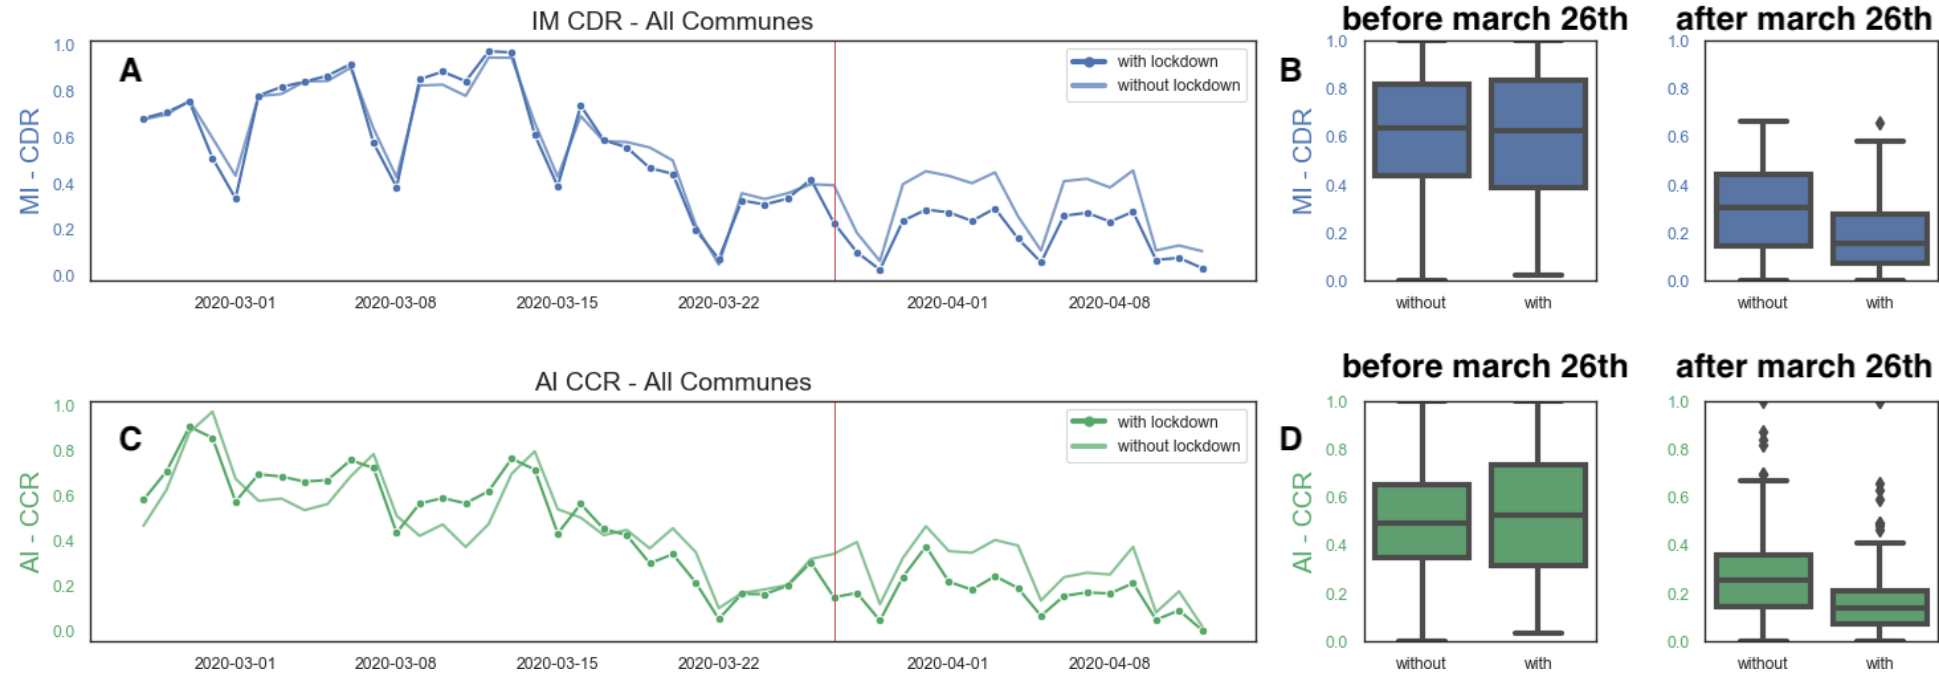 IM CDR - All Communes
before march 26th
after march 26th
A
B
MI - CDR
1.0
0.8
0.6
0.4
0.2
0.0
with lockdown
without lockdown
2020-03-01
2020-03-08
2020-03-15
2020-03-22
2020-04-01
2020-04-08
MI - CDR
1.0
0.8
0.6
0.4
0.2
0.0
without
with
1.0
0.8
0.6
0.4
0.2
0.0
without
with
AI CCR - All Communes
before march 26th
after march 26th
C
D
AI - CCR
1.0
0.8
0.6
0.4
0.2
0.0
with lockdown
without lockdown
2020-03-01
2020-03-08
2020-03-15
2020-03-22
2020-04-01
2020-04-08
AI - CCR
1.0
0.8
0.6
0.4
0.2
0.0
without
with
1.0
0.8
0.6
0.4
0.2
0.0
without
with